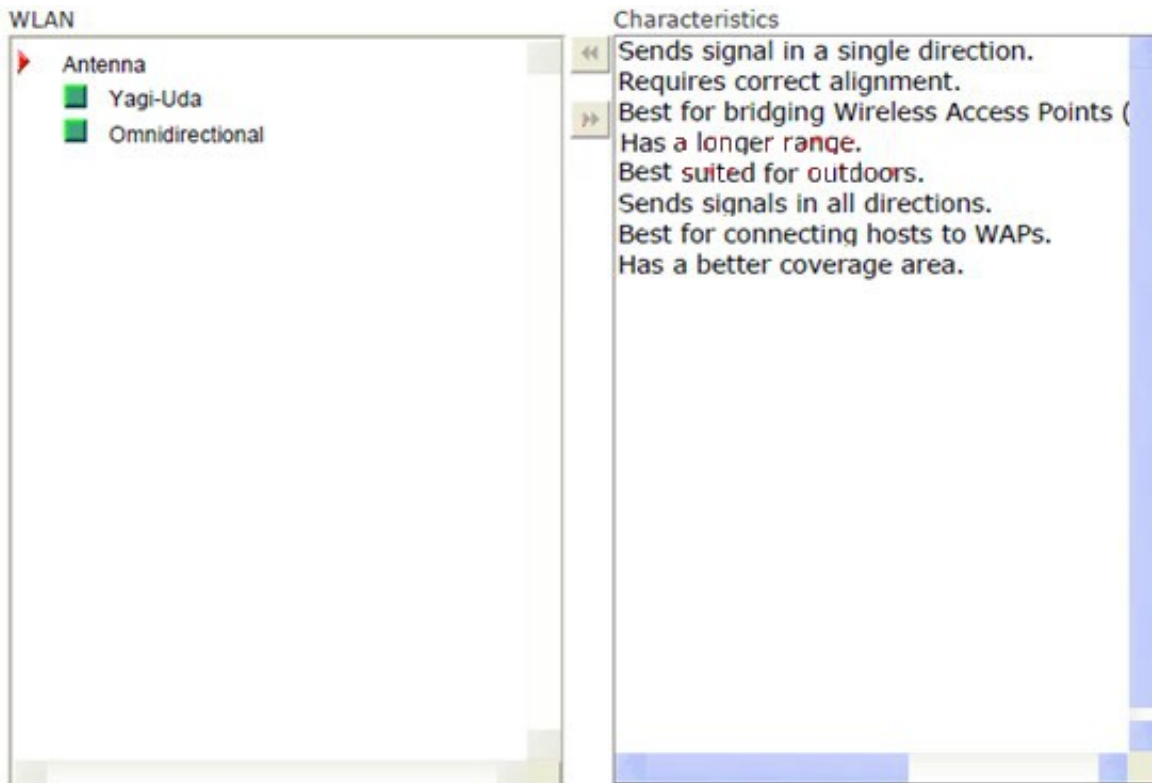 WLAN
Antenna
Yagi-Uda
Omnidirectional
Characteristics
Sends signal in a single direction.
Requires correct alignment.
Best for bridging Wireless Access Points (
Has a longer range.
Best suited for outdoors.
Sends signals in all directions.
Best for connecting hosts to WAPs.
Has a better coverage area.